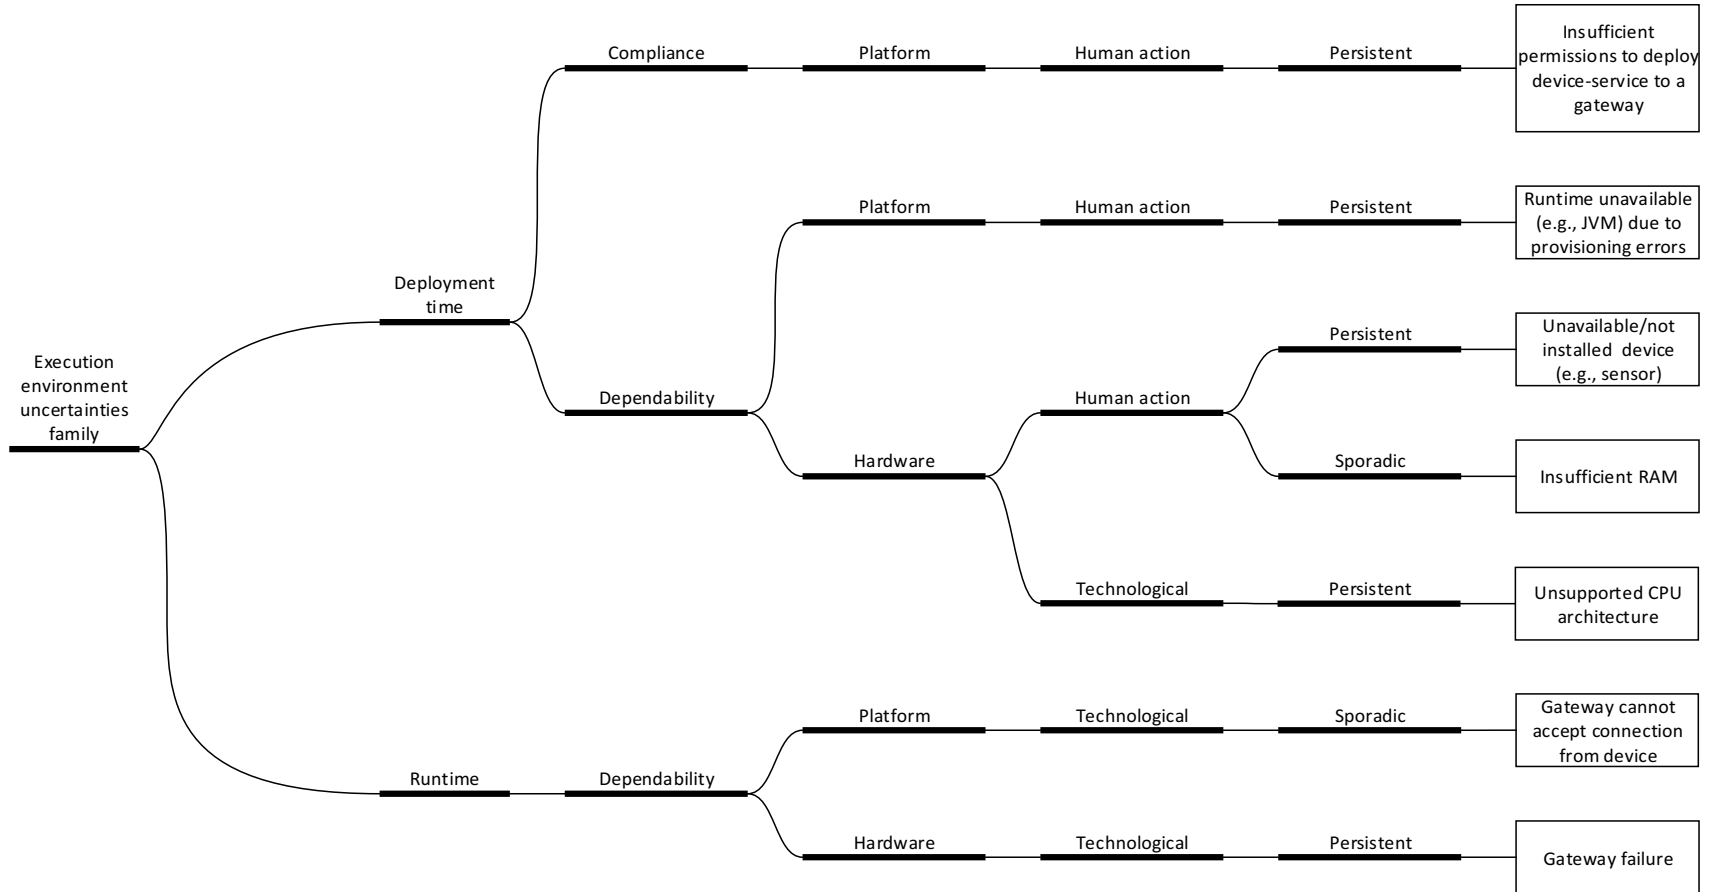 Compliance
Platform
Human action
Persistent
Insufficient
permissions to deploy
device-service to a
gateway
Platform
Human action
Persistent
Runtime unavailable
(e.g., JVM) due to
provisioning errors
Deployment
time
Execution
environment
uncertainties
family
Dependability
Hardware
Human action
Persistent
Unavailable/not
installed device
(e.g., sensor)
Sporadic
Insufficient RAM
Technological
Persistent
Unsupported CPU
architecture
Runtime
Dependability
Platform
Technological
Sporadic
Gateway cannot
accept connection
from device
Hardware
Technological
Persistent
Gateway failure